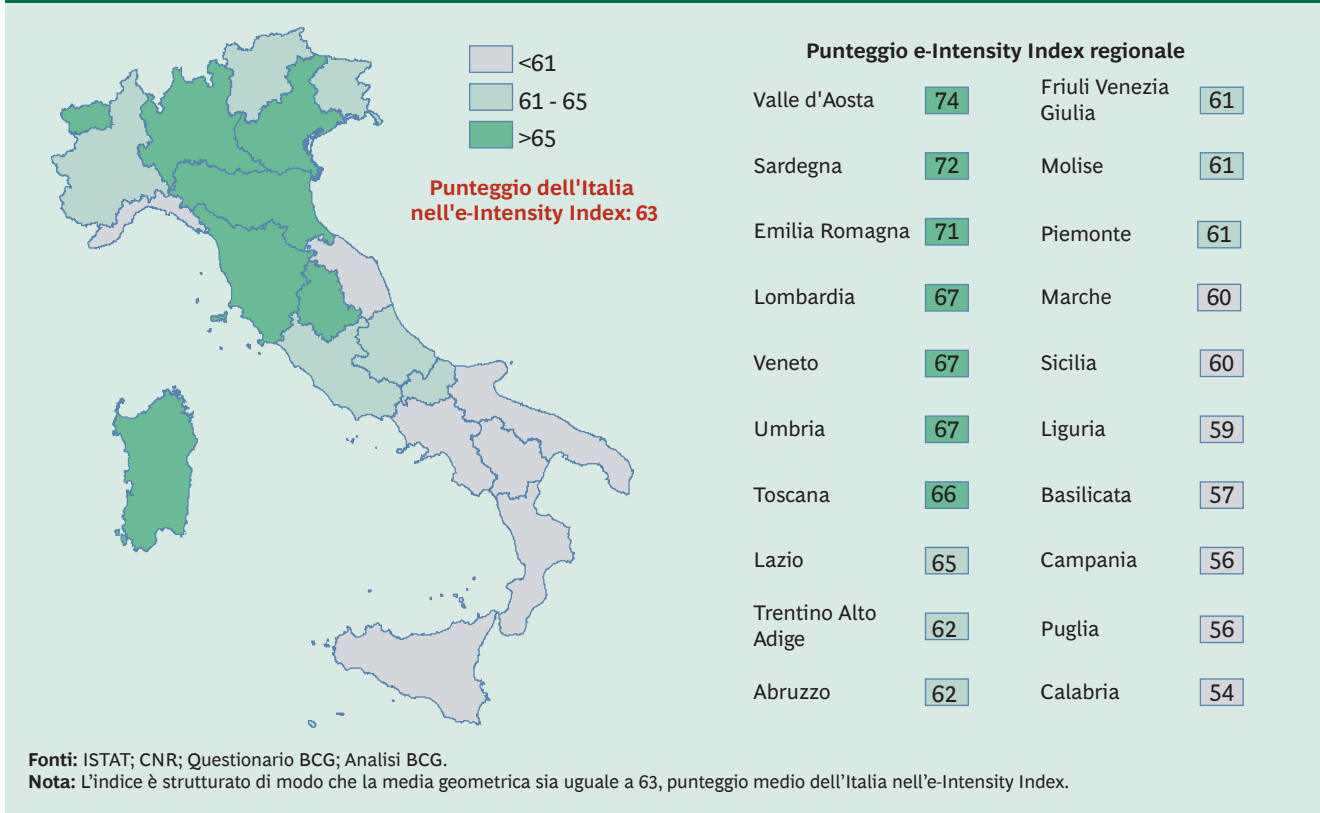 <61
61 - 65
>65
Punteggio dell'Italia
nell'e-Intensity Index: 63
Punteggio e-Intensity Index regionale
Valle d'Aosta 74
Sardegna 72
Emilia Romagna 71
Lombardia 67
Veneto 67
Umbria 67
Toscana 66
Lazio 65
Trentino Alto
Adige 62
Abruzzo 62
Friuli Venezia
Giulia 61
Molise 61
Piemonte 61
Marche 60
Sicilia 60
Liguria 59
Basilicata 57
Campania 56
Puglia 56
Calabria 54
Fonti: ISTAT; CNR; Questionario BCG; Analisi BCG.
Nota: L’indice è strutturato di modo che la media geometrica sia uguale a 63, punteggio medio dell’Italia nell’e-Intensity Index.